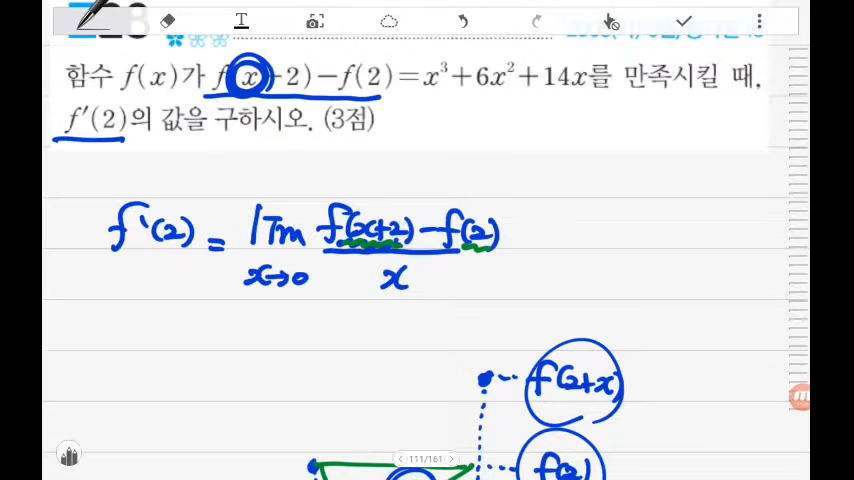 함수 f(x)가 f(x+2)−f(2)=x³+6x²+14x를 만족시킬 때,
f′(2)의 값을 구하시오. (3점)
f'(2) = lim f(x+2)−f(2)
x→0 x
f(2+x)
111/161
f(2)